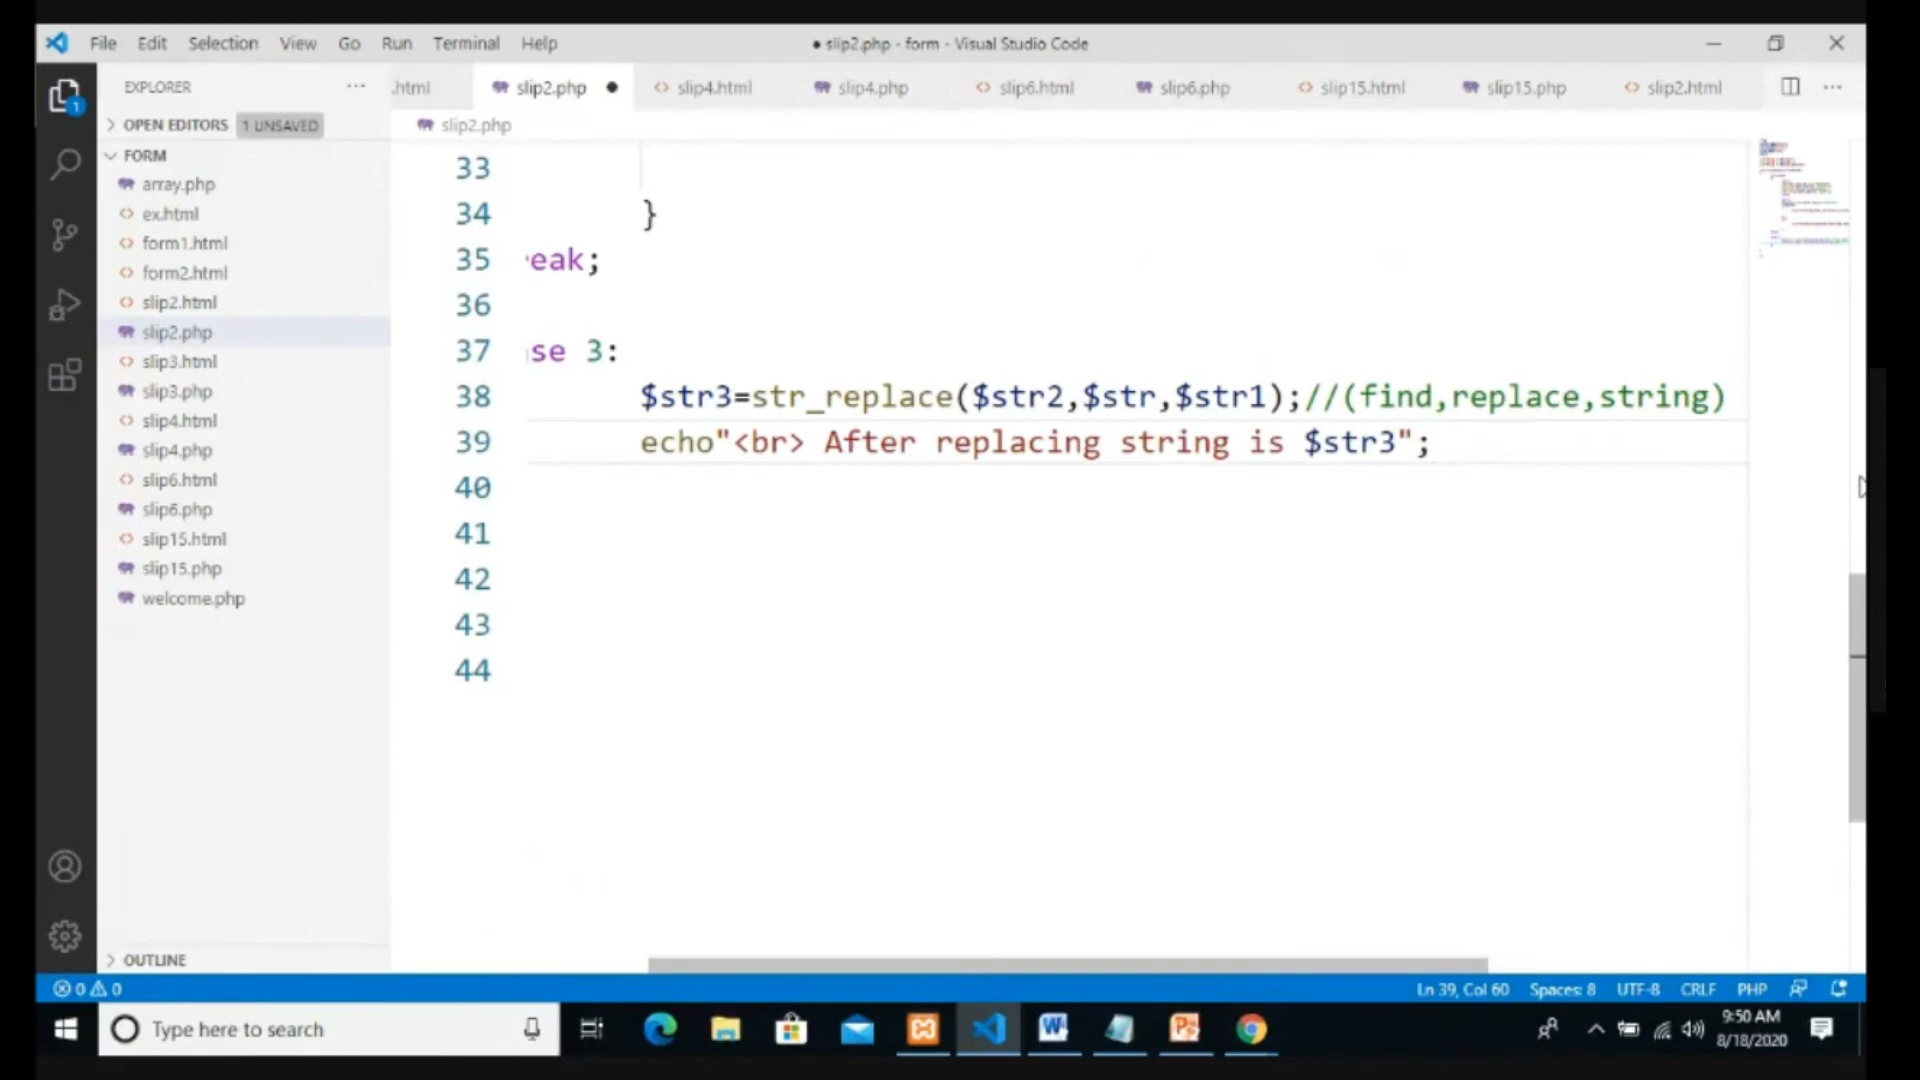 File Edit Selection View Go Run Terminal Help
● slip2.php - form - Visual Studio Code
EXPLORER
.html
slip2.php
slip4.html
slip4.php
slip6.html
slip6.php
slip15.html
slip15.php
slip2.html
OPEN EDITORS 1 UNSAVED
slip2.php
FORM
array.php
ex.html
form1.html
form2.html
slip2.html
slip2.php
slip3.html
slip3.php
slip4.html
slip4.php
slip6.html
slip6.php
slip15.html
slip15.php
welcome.php
OUTLINE
33
34 }
35 eak;
36
37 se 3:
38 $str3=str_replace($str2,$str,$str1);//(find,replace,string)
39 echo"<br> After replacing string is $str3";
40
41
42
43
44
0 0
Ln 39, Col 60 Spaces: 8 UTF-8 CRLF PHP
Type here to search
9:50 AM
8/18/2020